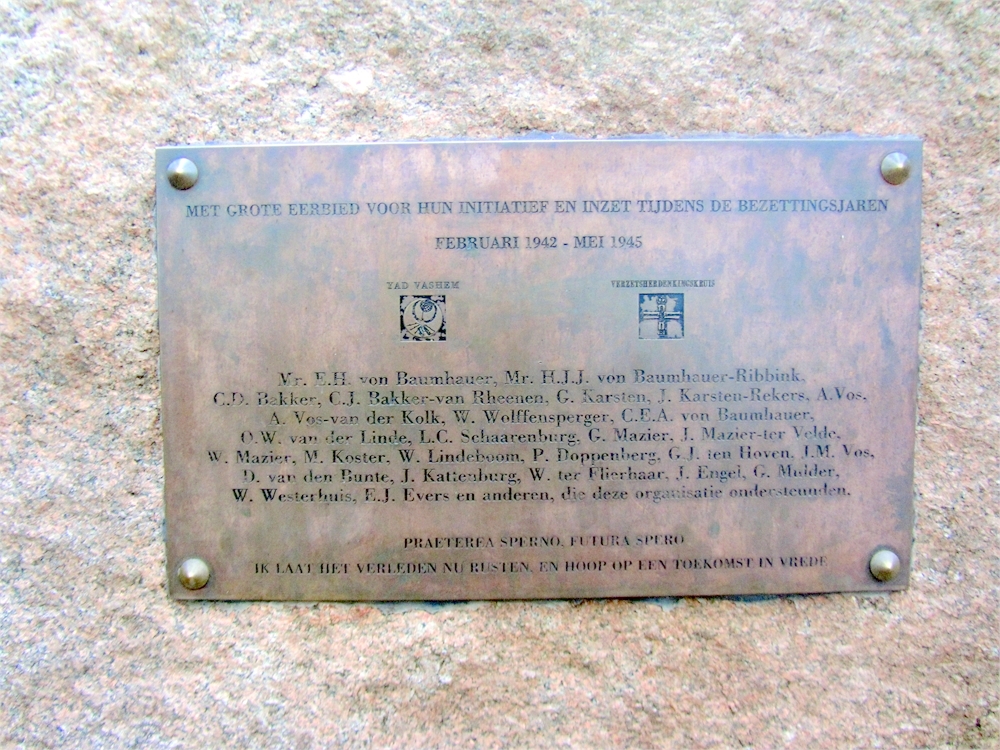 MET GROTE EERBIED VOOR HUN INITIATIEF EN INZET TIJDENS DE BEZETTINGSJAREN
FEBRUARI 1942 - MEI 1945
YAD VASHEM VERZETSHERDENKINGSKRUIS
Mr. E.H. von Baumhauer, Mr. H.J.J. von Baumhauer-Ribbink,
C.D. Bakker, C.J. Bakker-van Rheenen, G. Karsten, J. Karsten-Rekers, A.Vos,
A. Vos-van der Kolk, W. Wolffensperger, C.E.A. von Baumhauer,
O.W. van der Linde, L.C. Schaarenburg, G. Mazier, J. Mazier-ter Velde,
W. Mazier, M. Koster, W. Lindeboom, P. Doppenberg, G.J. ten Hoven, J.M. Vos,
D. van den Bunte, J. Kattenburg, W. ter Flierhaar, J. Engel, G. Mulder,
W. Westerhuis, E.J. Evers en anderen, die deze organisatie ondersteunden.
PRAETEREA SPERNO, FUTURA SPERO
IK LAAT HET VERLEDEN NU RUSTEN, EN HOOP OP EEN TOEKOMST IN VREDE